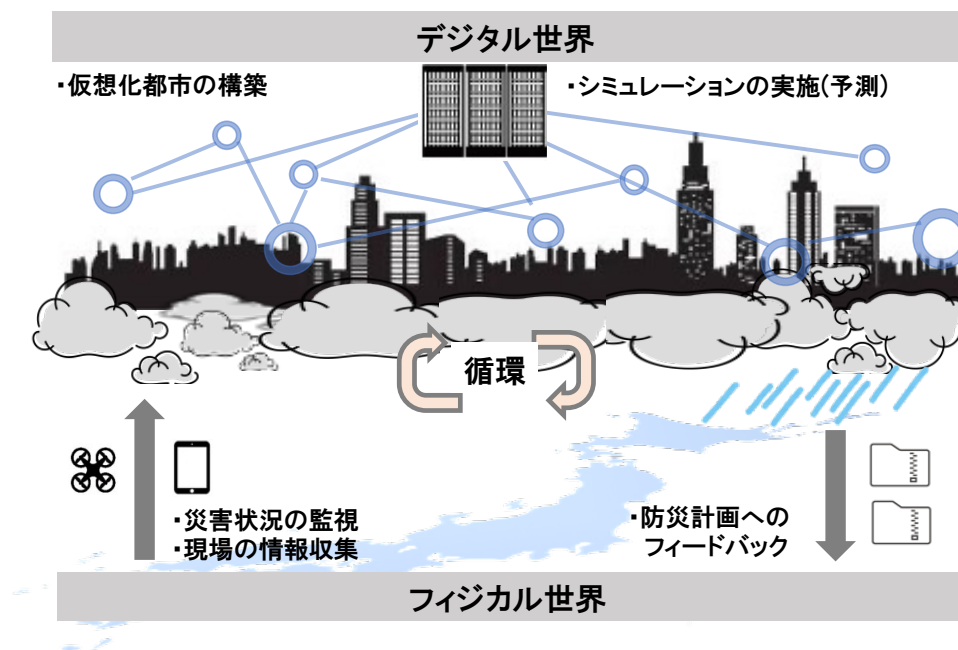 デジタル世界
・仮想化都市の構築
・シミュレーションの実施(予測)
循環
・災害状況の監視
・現場の情報収集
・防災計画への
フィードバック
フィジカル世界